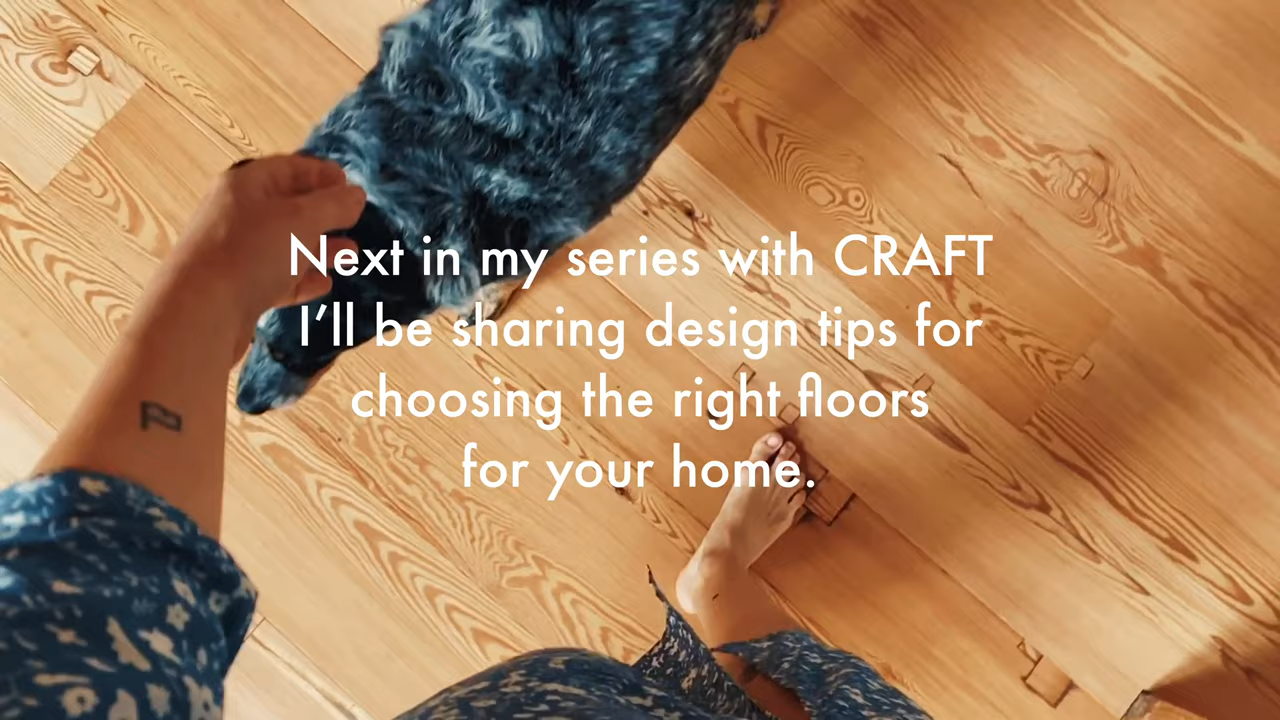 Next in my series with CRAFT
I’ll be sharing design tips for
choosing the right floors
for your home.